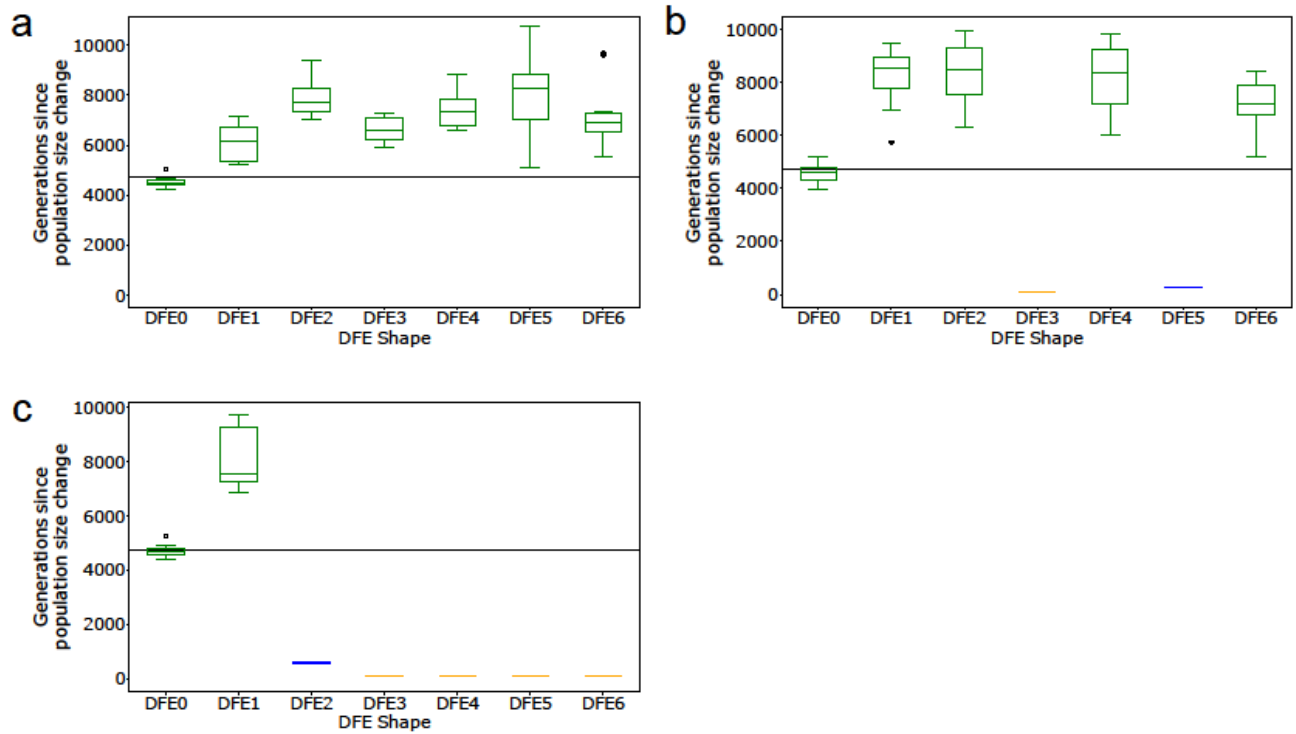 a
10000
8000
6000
4000
2000
0
Generations since
population size change
DFE0 DFE1 DFE2 DFE3 DFE4 DFE5 DFE6
DFE Shape
b
10000
8000
6000
4000
2000
0
Generations since
population size change
DFE0 DFE1 DFE2 DFE3 DFE4 DFE5 DFE6
DFE Shape
c
10000
8000
6000
4000
2000
0
Generations since
population size change
DFE0 DFE1 DFE2 DFE3 DFE4 DFE5 DFE6
DFE Shape